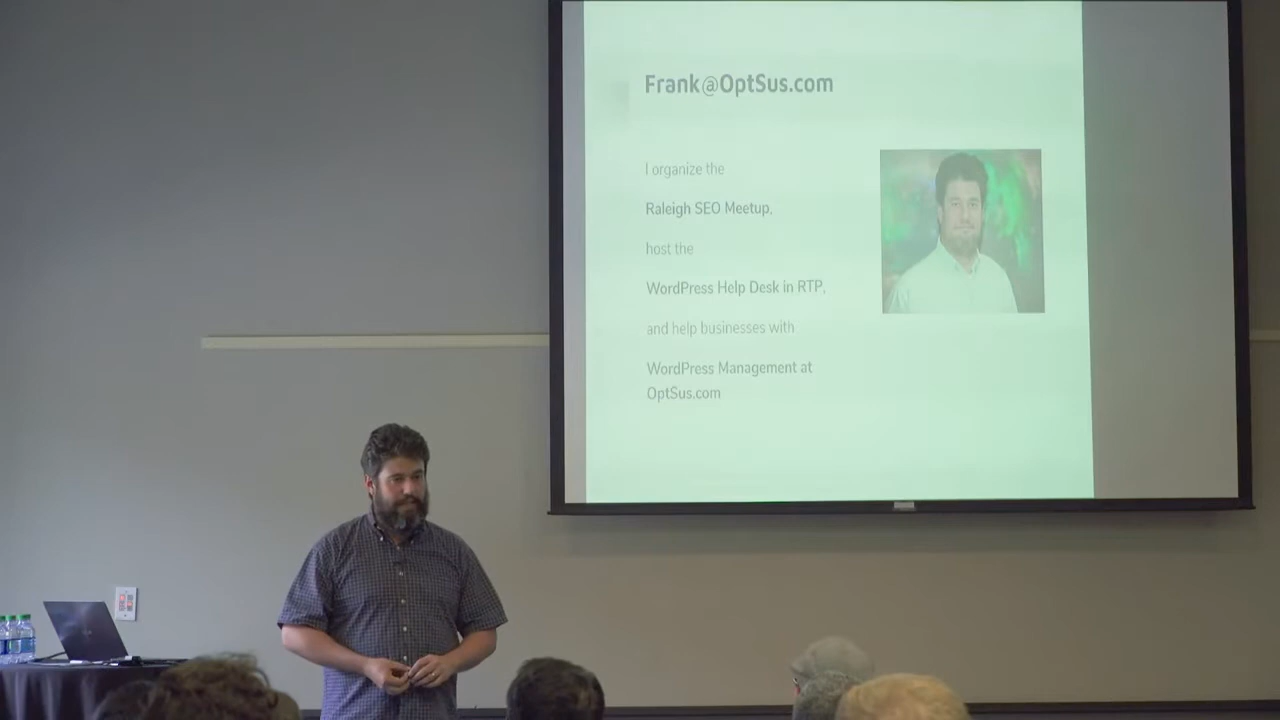 Frank@OptSus.com
I organize the
Raleigh SEO Meetup,
host the
WordPress Help Desk in RTP,
and help businesses with
WordPress Management at
OptSus.com